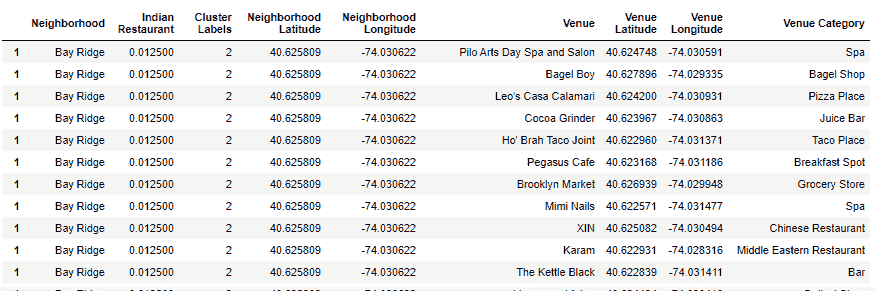 Neighborhood Indian Restaurant Cluster Labels Neighborhood Latitude Neighborhood Longitude Venue Venue Latitude Venue Longitude Venue Category
1 Bay Ridge 0.012500 2 40.625809 -74.030622 Pilo Arts Day Spa and Salon 40.624748 -74.030591 Spa
1 Bay Ridge 0.012500 2 40.625809 -74.030622 Bagel Boy 40.627896 -74.029335 Bagel Shop
1 Bay Ridge 0.012500 2 40.625809 -74.030622 Leo's Casa Calamari 40.624200 -74.030931 Pizza Place
1 Bay Ridge 0.012500 2 40.625809 -74.030622 Cocoa Grinder 40.623967 -74.030863 Juice Bar
1 Bay Ridge 0.012500 2 40.625809 -74.030622 Ho' Brah Taco Joint 40.622960 -74.031371 Taco Place
1 Bay Ridge 0.012500 2 40.625809 -74.030622 Pegasus Cafe 40.623168 -74.031186 Breakfast Spot
1 Bay Ridge 0.012500 2 40.625809 -74.030622 Brooklyn Market 40.626939 -74.029948 Grocery Store
1 Bay Ridge 0.012500 2 40.625809 -74.030622 Mimi Nails 40.622571 -74.031477 Spa
1 Bay Ridge 0.012500 2 40.625809 -74.030622 XIN 40.625082 -74.030494 Chinese Restaurant
1 Bay Ridge 0.012500 2 40.625809 -74.030622 Karam 40.622931 -74.028316 Middle Eastern Restaurant
1 Bay Ridge 0.012500 2 40.625809 -74.030622 The Kettle Black 40.622839 -74.031411 Bar